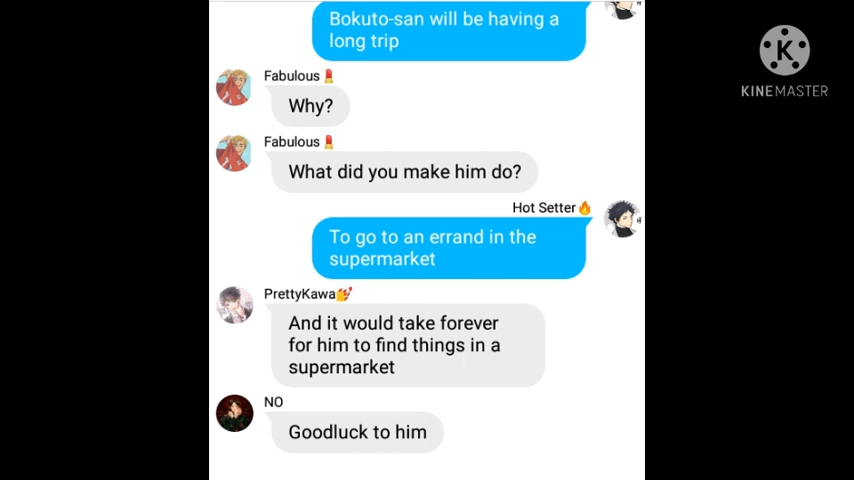 Bokuto-san will be having a
long trip
KINEMASTER
Fabulous💄
Why?
Fabulous💄
What did you make him do?
Hot Setter🔥
To go to an errand in the
supermarket
PrettyKawa💅
And it would take forever
for him to find things in a
supermarket
NO
Goodluck to him